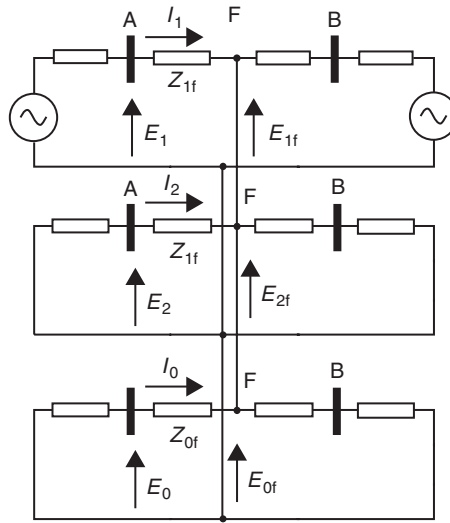 A I₁ F B
Z₁f
E₁ E₁f
A I₂ F B
Z₁f
E₂ E₂f
I₀
A F B
Z₀f
E₀ E₀f